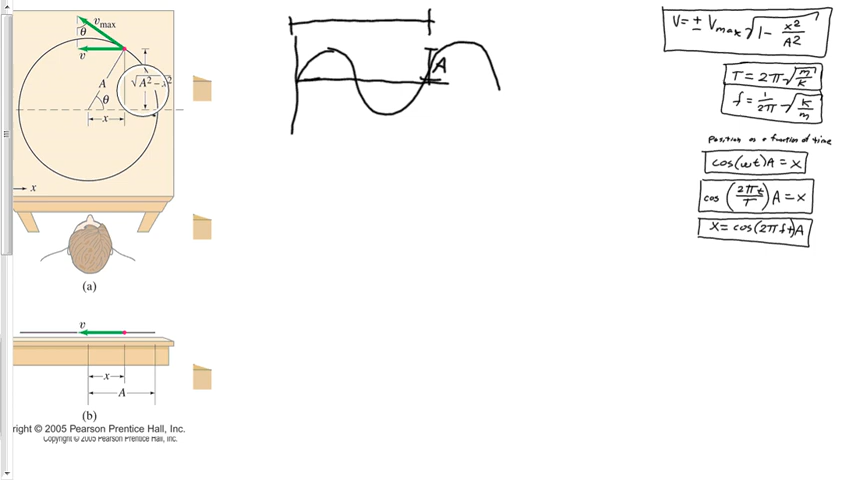 v_max
θ
v
A
x
√A² − x²
θ
x
x
(a)
v
x
A
(b)
right © 2005 Pearson Prentice Hall, Inc.
Copyright © 2005 Pearson Prentice Hall, Inc.
A
V = ± Vmax √1 - x²/A²
T = 2π √m/k
f = 1/2π √k/m
Position as a function of time
cos(ωt)A = x
cos (2πt/T) A = x
x = cos(2πft)A